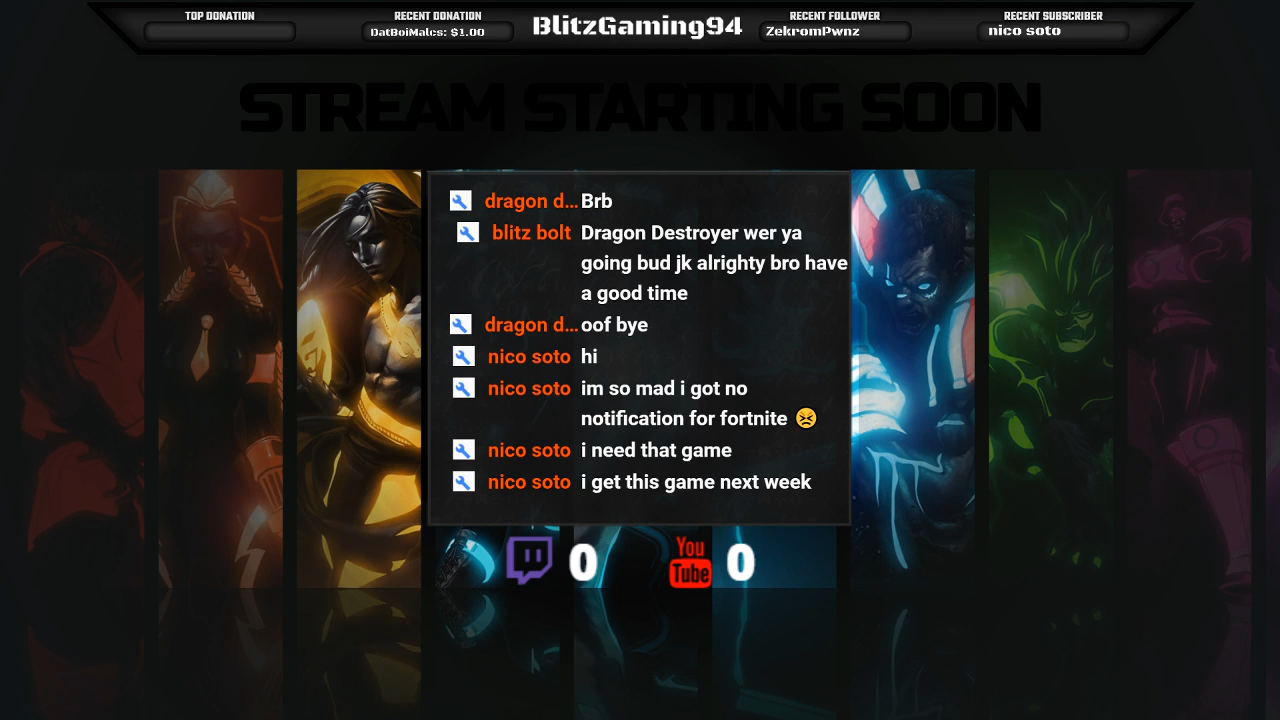 TOP DONATION
RECENT DONATION
DatBoiMalcs: $1.00
BlitzGaming94
RECENT FOLLOWER
ZekromPwnz
RECENT SUBSCRIBER
nico soto
STREAM STARTING SOON
dragon d... Brb
blitz bolt Dragon Destroyer wer ya
going bud jk alrighty bro have
a good time
dragon d... oof bye
nico soto hi
nico soto im so mad i got no
notification for fortnite 😣
nico soto i need that game
nico soto i get this game next week
0
You
Tube
0